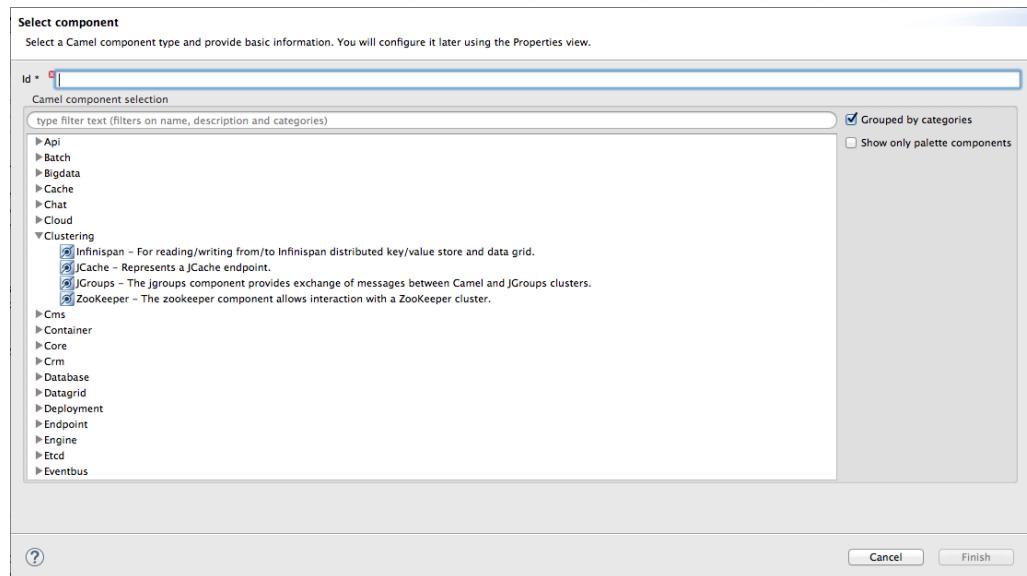 Select component
Select a Camel component type and provide basic information. You will configure it later using the Properties view.
Id *
Camel component selection
type filter text (filters on name, description and categories)
Grouped by categories
Show only palette components
Api
Batch
Bigdata
Cache
Chat
Cloud
Clustering
Infinispan – For reading/writing from/to Infinispan distributed key/value store and data grid.
JCache – Represents a JCache endpoint.
JGroups – The jgroups component provides exchange of messages between Camel and JGroups clusters.
ZooKeeper – The zookeeper component allows interaction with a ZooKeeper cluster.
Cms
Container
Core
Crm
Database
Datagrid
Deployment
Endpoint
Engine
Etcd
Eventbus
?
Cancel
Finish